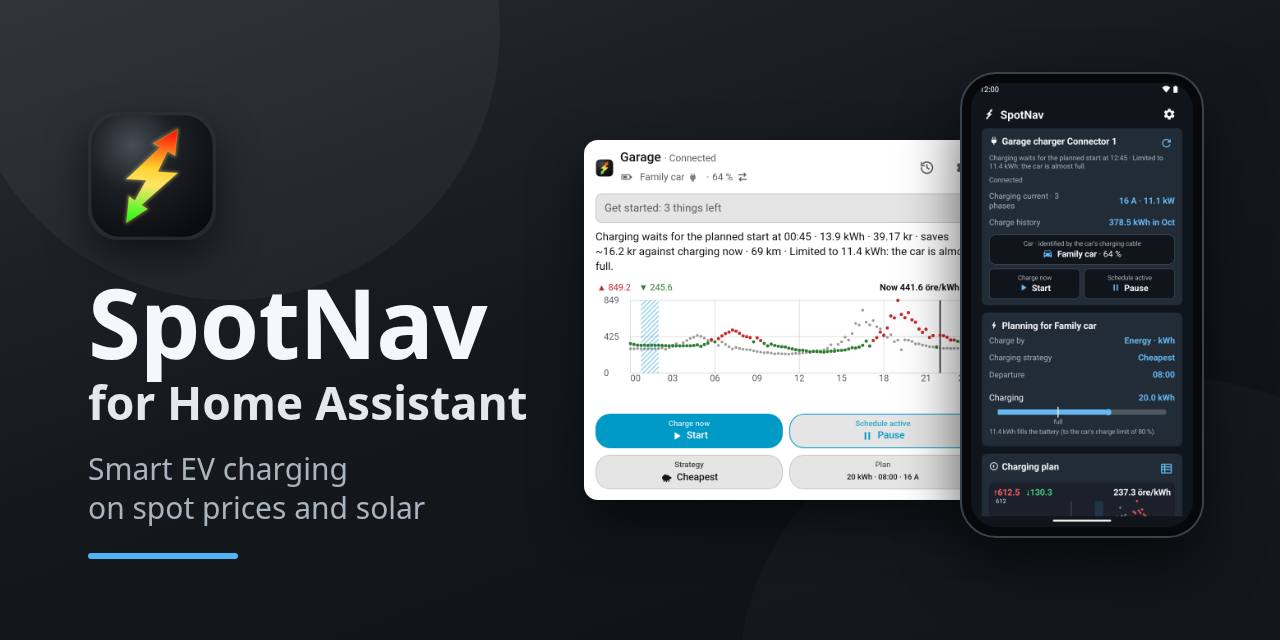 SpotNav
for Home Assistant
Smart EV charging
on spot prices and solar
Garage · Connected
Family car · 64 %
Get started: 3 things left
Charging waits for the planned start at 00:45 · 13.9 kWh · 39.17 kr · saves
~16.2 kr against charging now · 69 km · Limited to 11.4 kWh: the car is almo
full.
▲ 849.2 ▼ 245.6 Now 441.6 öre/kWh
849
425
0
00 03 06 09 12 15 18 21
Charge now
Start
Schedule active
Pause
Strategy
Cheapest
Plan
20 kWh · 08:00 · 16 A
12:00
SpotNav
Garage charger Connector 1
Charging waits for the planned start at 12:45 · Limited to
11.4 kWh: the car is almost full.
Connected
Charging current · 3
phases
16 A · 11.1 kW
Charge history 378.5 kWh in Oct
Car · identified by the car's charging cable
Family car · 64 %
Charge now
Start
Schedule active
Pause
Planning for Family car
Charge by Energy · kWh
Charging strategy Cheapest
Departure 08:00
Charging 20.0 kWh
full
11.4 kWh fills the battery (to the car's charge limit of 80 %).
Charging plan
↑612.5 ↓130.3 237.3 öre/kWh
612